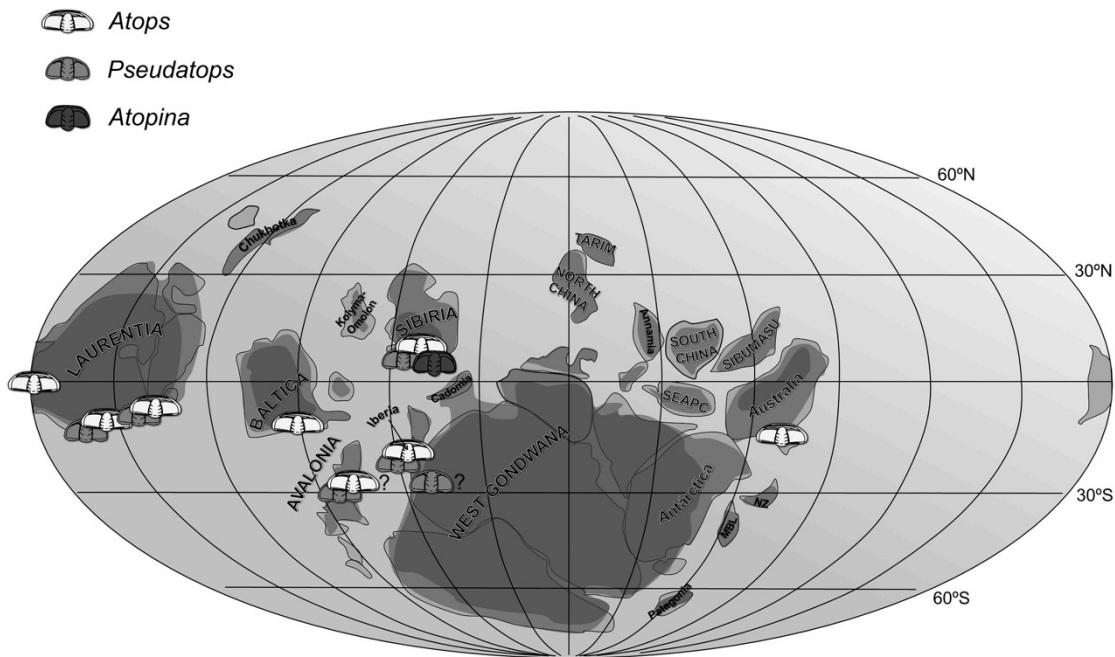 Atops
Pseudatops
Atopina
60ºN
Chukhotka
TARIM
30ºN
NORTH
CHINA
Kolyma-
Omolon
SIBIRIA
LAURENTIA
Annamia
SOUTH
CHINA
SIBUMASU
BALTICA
Cadomia
SEAPC
Australia
Iberia
AVALONIA
?
?
WEST GONDWANA
Antárctica
30ºS
NZ
MBL
60ºS
Patagonia